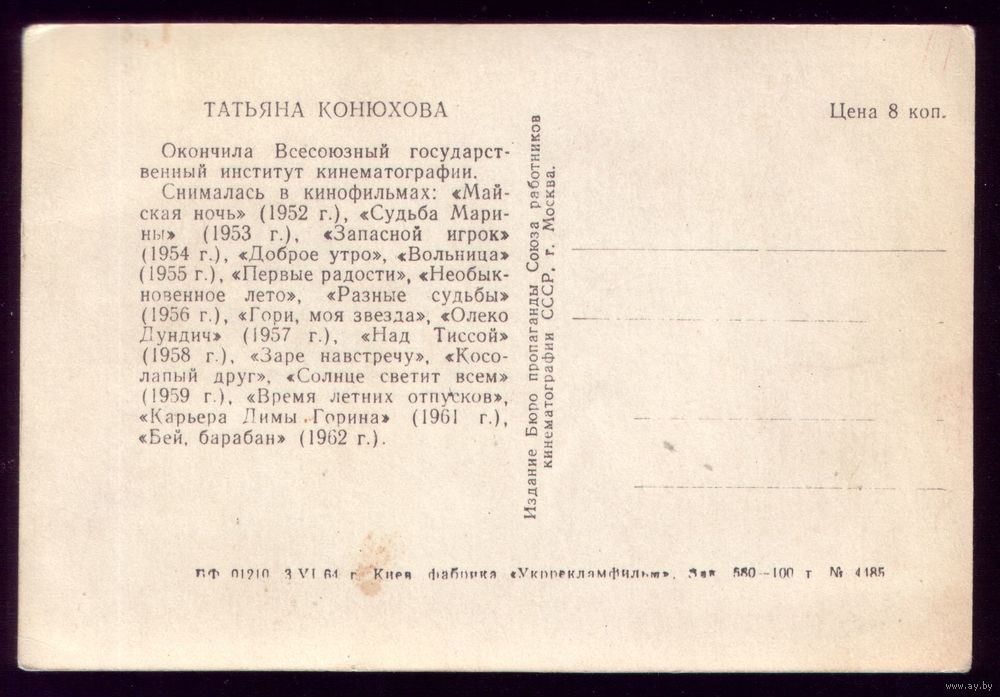 ТАТЬЯНА КОНЮХОВА
Окончила Всесоюзный государст-
венный институт кинематографии.
Снималась в кинофильмах: «Май-
ская ночь» (1952 г.), «Судьба Мари-
ны» (1953 г.), «Запасной игрок»
(1954 г.), «Доброе утро», «Вольница»
(1955 г.), «Первые радости», «Необык-
новенное лето», «Разные судьбы»
(1956 г.), «Гори, моя звезда», «Олеко
Дундич» (1957 г.), «Над Тиссой»
(1958 г.), «Заре навстречу», «Косо-
лапый друг», «Солнце светит всем»
(1959 г.), «Время летних отпусков»,
«Карьера Димы Горина» (1961 г.),
«Бей, барабан» (1962 г.).
Издание Бюро пропаганды Союза работников
кинематографии СССР, г. Москва.
Цена 8 коп.
БФ 01210 3 VI 64 г. Киев фабрика «Укррекламфильм». Зак. 580—100 т. № 4185
www.ay.by